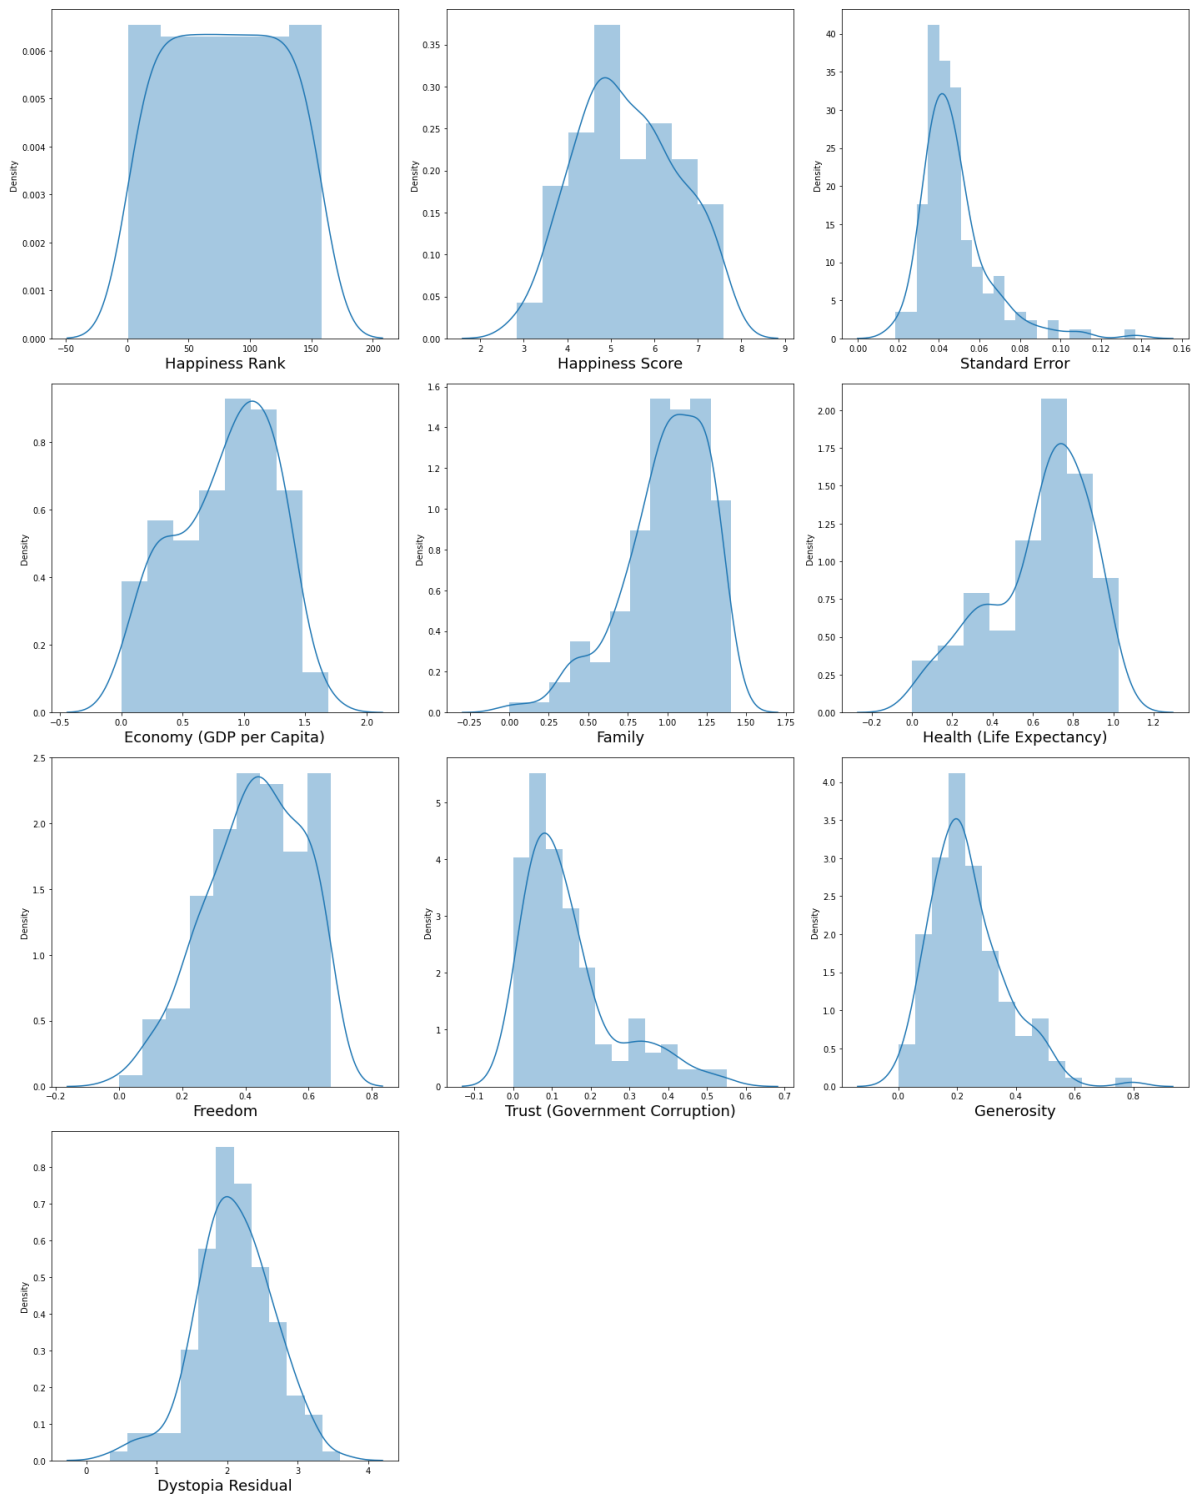 Density
0.006
0.005
0.004
0.003
0.002
0.001
0.000
−50 0 50 100 150 200
Happiness Rank
Density
0.35
0.30
0.25
0.20
0.15
0.10
0.05
0.00
2 3 4 5 6 7 8 9
Happiness Score
Density
40
35
30
25
20
15
10
5
0
0.00 0.02 0.04 0.06 0.08 0.10 0.12 0.14 0.16
Standard Error
Density
0.8
0.6
0.4
0.2
0.0
−0.5 0.0 0.5 1.0 1.5 2.0
Economy (GDP per Capita)
Density
1.6
1.4
1.2
1.0
0.8
0.6
0.4
0.2
0.0
−0.25 0.00 0.25 0.50 0.75 1.00 1.25 1.50 1.75
Family
Density
2.00
1.75
1.50
1.25
1.00
0.75
0.50
0.25
0.00
−0.2 0.0 0.2 0.4 0.6 0.8 1.0 1.2
Health (Life Expectancy)
Density
2.5
2.0
1.5
1.0
0.5
0.0
−0.2 0.0 0.2 0.4 0.6 0.8
Freedom
Density
5
4
3
2
1
0
−0.1 0.0 0.1 0.2 0.3 0.4 0.5 0.6 0.7
Trust (Government Corruption)
Density
4.0
3.5
3.0
2.5
2.0
1.5
1.0
0.5
0.0
0.0 0.2 0.4 0.6 0.8
Generosity
Density
0.8
0.7
0.6
0.5
0.4
0.3
0.2
0.1
0.0
0 1 2 3 4
Dystopia Residual